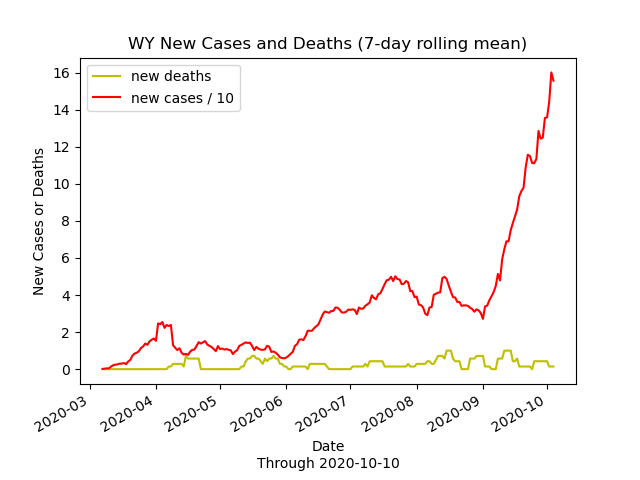 WY New Cases and Deaths (7-day rolling mean)
new deaths
new cases / 10
16
14
12
10
8
6
4
2
0
New Cases or Deaths
2020-03
2020-04
2020-05
2020-06
2020-07
2020-08
2020-09
2020-10
Date
Through 2020-10-10